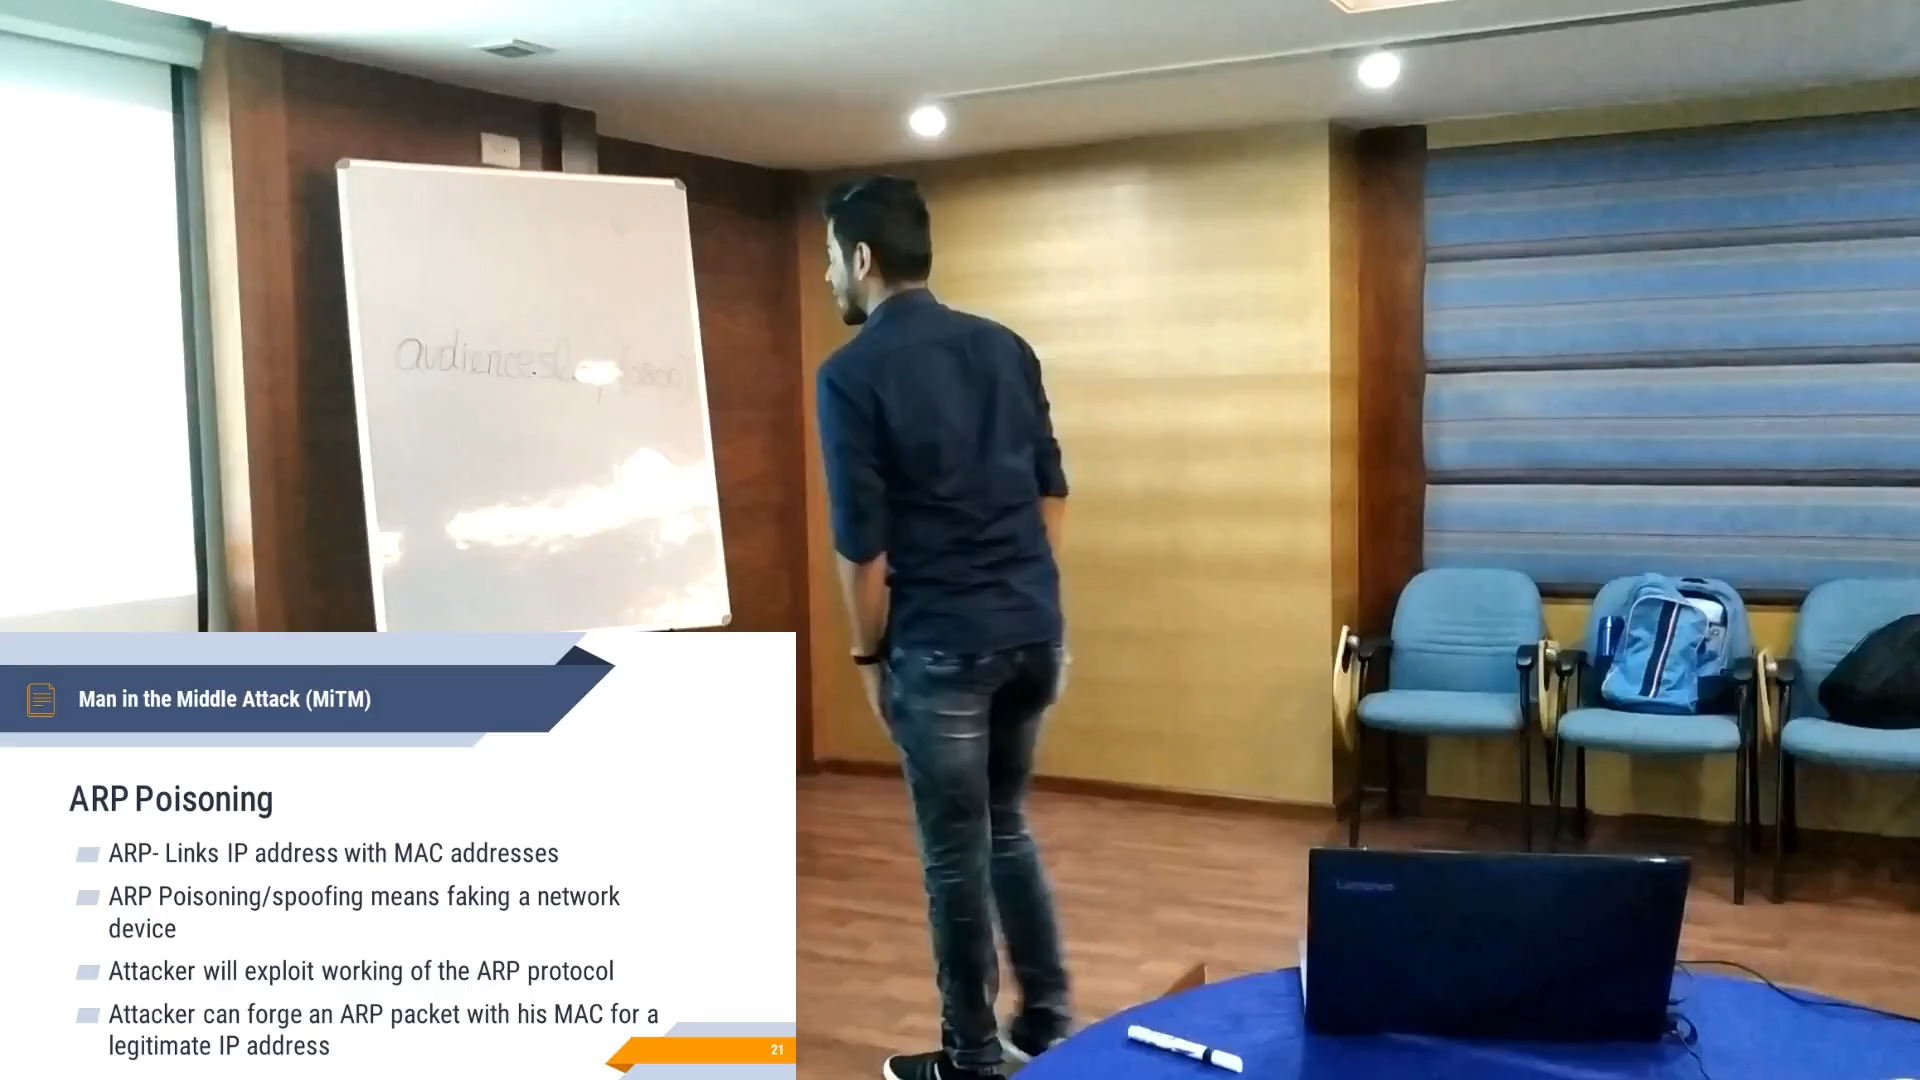 Man in the Middle Attack (MiTM)
ARP Poisoning
ARP- Links IP address with MAC addresses
ARP Poisoning/spoofing means faking a network
device
Attacker will exploit working of the ARP protocol
Attacker can forge an ARP packet with his MAC for a
legitimate IP address
21
Lenovo